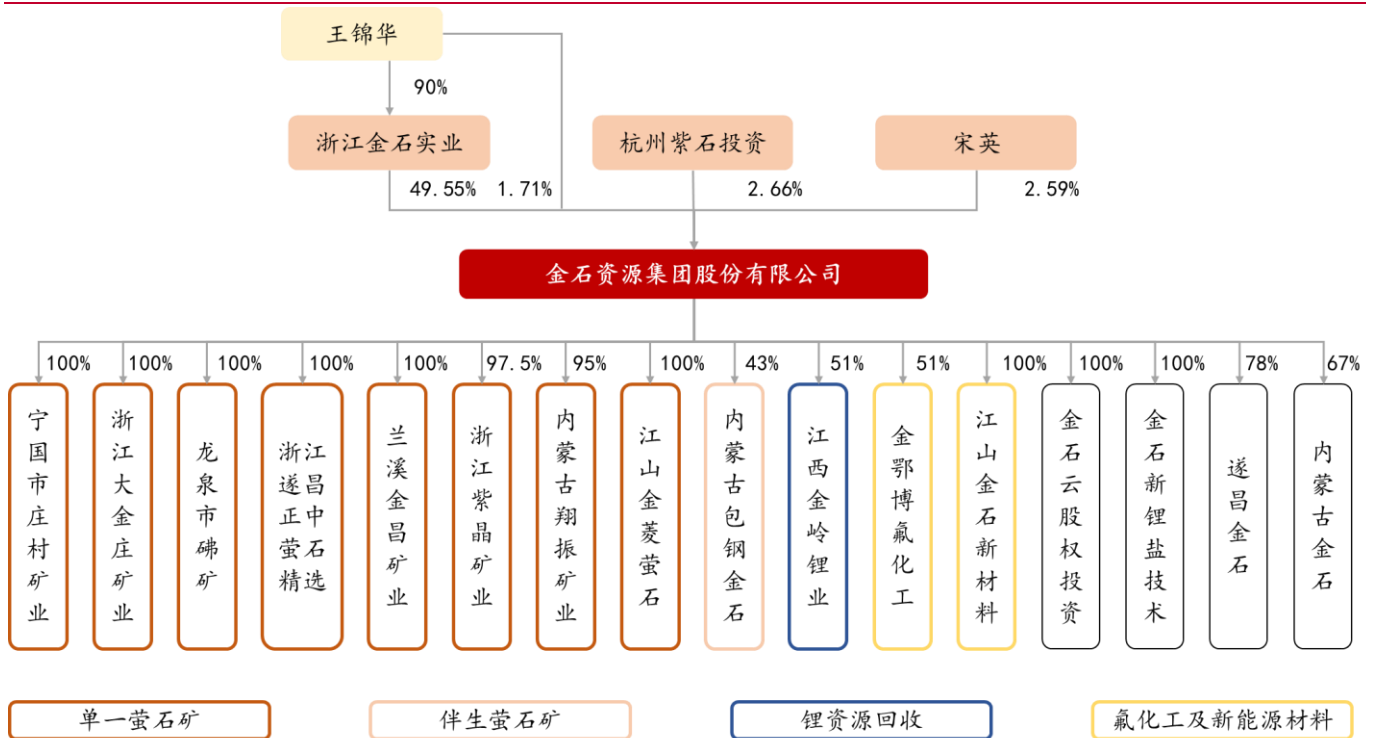 王锦华
90%
浙江金石实业
杭州紫石投资
宋英
49.55%
1.71%
2.66%
2.59%
金石资源集团股份有限公司
100%
100%
100%
100%
100%
97.5%
95%
100%
43%
51%
51%
100%
100%
100%
78%
67%
宁国市庄村矿业
浙江大金庄矿业
龙泉市砩矿
浙江遂昌正中萤石精选
兰溪金昌矿业
浙江紫晶矿业
内蒙古翔振矿业
江山金菱萤石
内蒙古包钢金石
江西金岭锂业
金鄂博氟化工
江山金石新材料
金石云股权投资
金石新锂盐技术
遂昌金石
内蒙古金石
单一萤石矿
伴生萤石矿
锂资源回收
氟化工及新能源材料